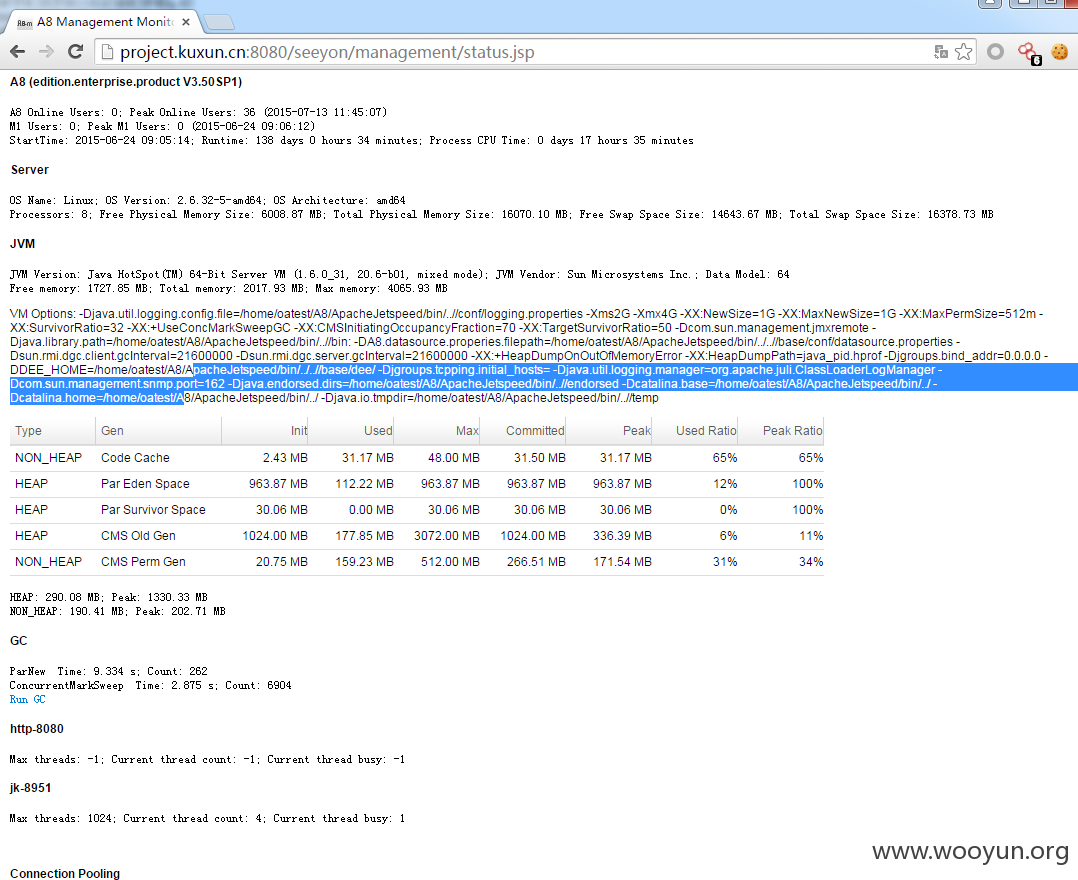 A8 Management Monito
project.kuxun.cn:8080/seeyon/management/status.jsp
6
A8 (edition.enterprise.product V3.50SP1)
A8 Online Users: 0; Peak Online Users: 36 (2015-07-13 11:45:07)
M1 Users: 0; Peak M1 Users: 0 (2015-06-24 09:06:12)
StartTime: 2015-06-24 09:05:14; Runtime: 138 days 0 hours 34 minutes; Process CPU Time: 0 days 17 hours 35 minutes
Server
OS Name: Linux; OS Version: 2.6.32-5-amd64; OS Architecture: amd64
Processors: 8; Free Physical Memory Size: 6008.87 MB; Total Physical Memory Size: 16070.10 MB; Free Swap Space Size: 14643.67 MB; Total Swap Space Size: 16378.73 MB
JVM
JVM Version: Java HotSpot(TM) 64-Bit Server VM (1.6.0_31, 20.6-b01, mixed mode); JVM Vendor: Sun Microsystems Inc.; Data Model: 64
Free memory: 1727.85 MB; Total memory: 2017.93 MB; Max memory: 4065.93 MB
VM Options: -Djava.util.logging.config.file=/home/oatest/A8/ApacheJetspeed/bin/../conf/logging.properties -Xms2G -Xmx4G -XX:NewSize=1G -XX:MaxNewSize=1G -XX:MaxPermSize=512m -
XX:SurvivorRatio=32 -XX:+UseConcMarkSweepGC -XX:CMSInitiatingOccupancyFraction=70 -XX:TargetSurvivorRatio=50 -Dcom.sun.management.jmxremote -
Djava.library.path=/home/oatest/A8/ApacheJetspeed/bin/../bin: -DA8.datasource.properies.filepath=/home/oatest/A8/ApacheJetspeed/bin/../../base/conf/datasource.properties -
Dsun.rmi.dgc.client.gcInterval=21600000 -Dsun.rmi.dgc.server.gcInterval=21600000 -XX:+HeapDumpOnOutOfMemoryError -XX:HeapDumpPath=java_pid.hprof -Djgroups.bind_addr=0.0.0.0 -
DDEE_HOME=/home/oatest/A8/ApacheJetspeed/bin/../../base/dee/ -Djgroups.tcpping.initial_hosts= -Djava.util.logging.manager=org.apache.juli.ClassLoaderLogManager -
Dcom.sun.management.snmp.port=162 -Djava.endorsed.dirs=/home/oatest/A8/ApacheJetspeed/bin/..//endorsed -Dcatalina.base=/home/oatest/A8/ApacheJetspeed/bin/../ -
Dcatalina.home=/home/oatest/A8/ApacheJetspeed/bin/../ -Djava.io.tmpdir=/home/oatest/A8/ApacheJetspeed/bin/..//temp
Type Gen Init Used Max Committed Peak Used Ratio Peak Ratio
NON_HEAP Code Cache 2.43 MB 31.17 MB 48.00 MB 31.50 MB 31.17 MB 65% 65%
HEAP Par Eden Space 963.87 MB 112.22 MB 963.87 MB 963.87 MB 963.87 MB 12% 100%
HEAP Par Survivor Space 30.06 MB 0.00 MB 30.06 MB 30.06 MB 30.06 MB 0% 100%
HEAP CMS Old Gen 1024.00 MB 177.85 MB 3072.00 MB 1024.00 MB 336.39 MB 6% 11%
NON_HEAP CMS Perm Gen 20.75 MB 159.23 MB 512.00 MB 266.51 MB 171.54 MB 31% 34%
HEAP: 290.08 MB; Peak: 1330.33 MB
NON_HEAP: 190.41 MB; Peak: 202.71 MB
GC
ParNew Time: 9.334 s; Count: 262
ConcurrentMarkSweep Time: 2.875 s; Count: 6904
Run GC
http-8080
Max threads: -1; Current thread count: -1; Current thread busy: -1
jk-8951
Max threads: 1024; Current thread count: 4; Current thread busy: 1
www.wooyun.org
Connection Pooling